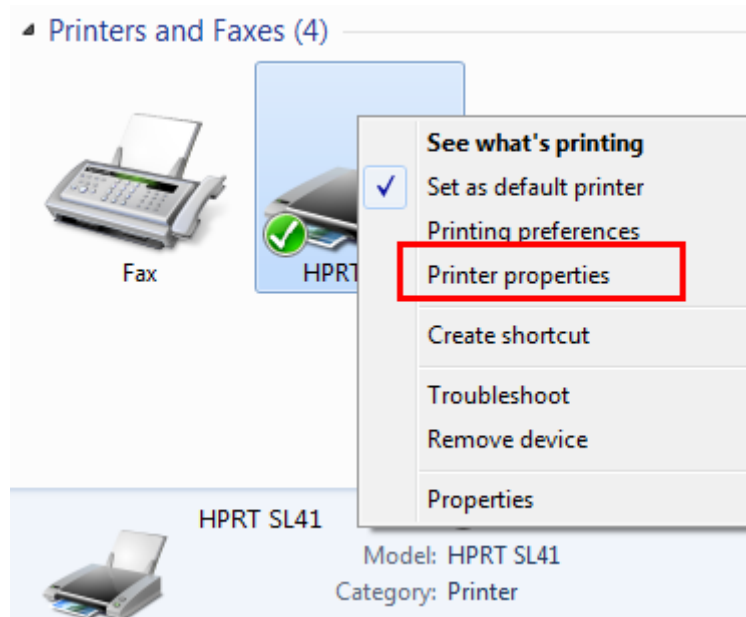 Printers and Faxes (4)
See what's printing
Set as default printer
Printing preferences
Printer properties
Create shortcut
Troubleshoot
Remove device
Properties
Fax
HPRT
HPRT SL41
Model: HPRT SL41
Category: Printer